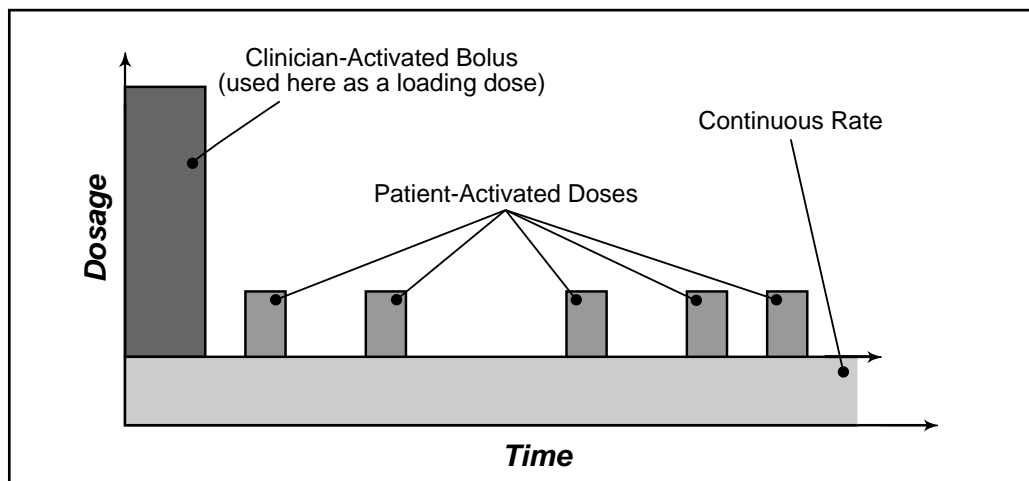 Clinician-Activated Bolus
(used here as a loading dose)
Continuous Rate
Patient-Activated Doses
Dosage
Time